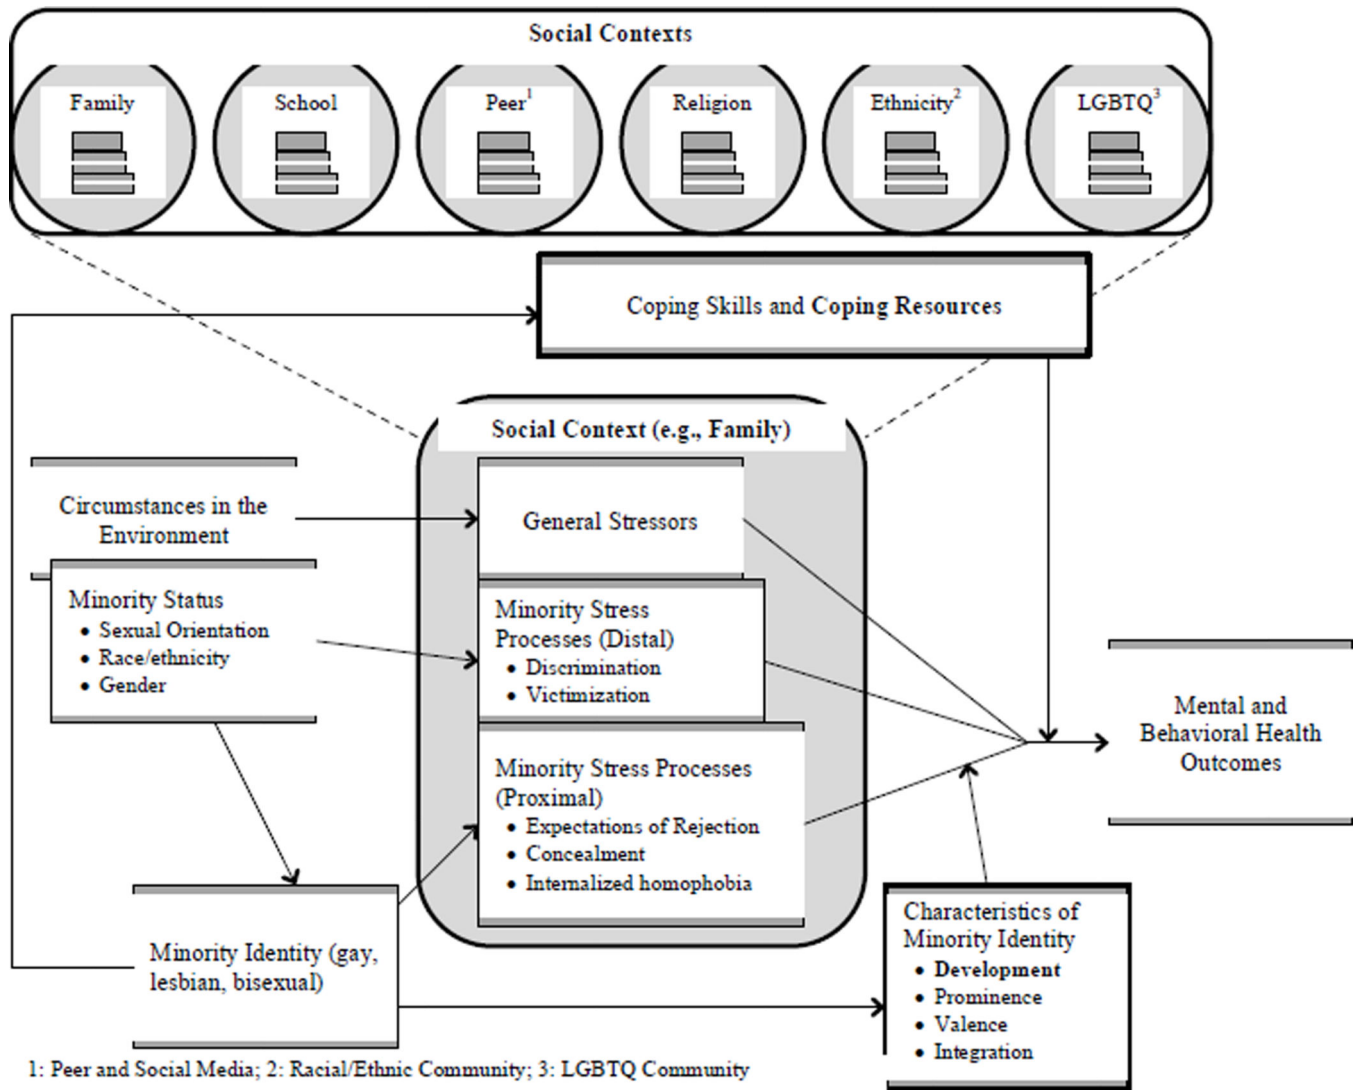 Social Contexts
Family
School
Peer1
Religion
Ethnicity2
LGBTQ3
Coping Skills and Coping Resources
Social Context (e.g., Family)
Circumstances in the
Environment
General Stressors
Minority Status
• Sexual Orientation
• Race/ethnicity
• Gender
Minority Stress
Processes (Distal)
• Discrimination
• Victimization
Minority Stress Processes
(Proximal)
• Expectations of Rejection
• Concealment
• Internalized homophobia
Mental and
Behavioral Health
Outcomes
Minority Identity (gay,
lesbian, bisexual)
Characteristics of
Minority Identity
• Development
• Prominence
• Valence
• Integration
1: Peer and Social Media; 2: Racial/Ethnic Community; 3: LGBTQ Community